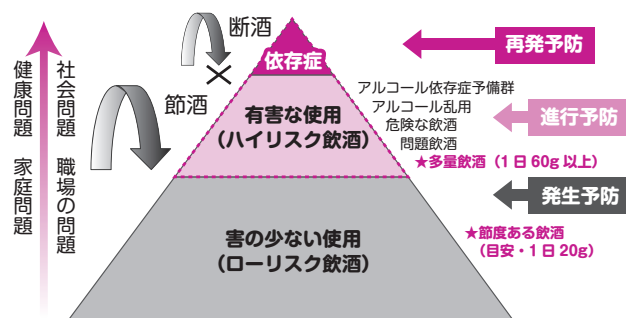 健康問題 家庭問題
社会問題 職場の問題
断酒
節酒
依存症
有害な使用
（ハイリスク飲酒）
害の少ない使用
（ローリスク飲酒）
アルコール依存症予備群
アルコール乱用
危険な飲酒
問題飲酒
★多量飲酒（1日60g以上）
★節度ある飲酒
（目安・1日20g）
再発予防
進行予防
発生予防